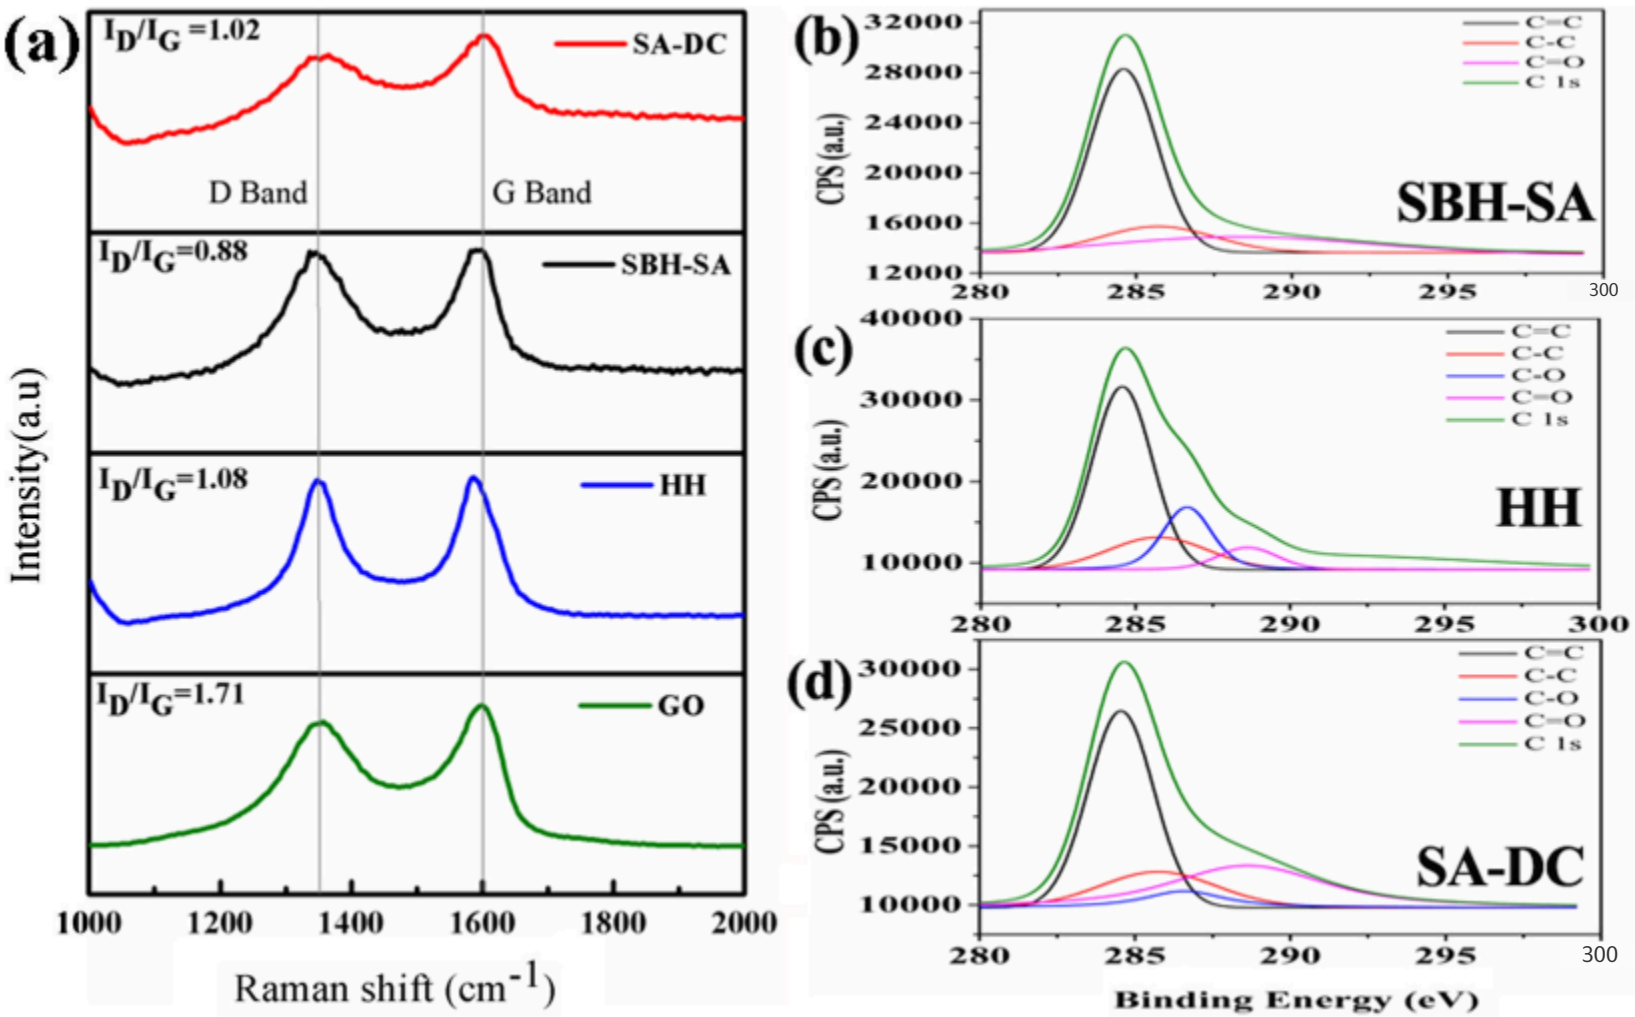 (a)
I_D/I_G =1.02
SA-DC
D Band
G Band
I_D/I_G=0.88
SBH-SA
I_D/I_G=1.08
HH
I_D/I_G=1.71
GO
Intensity(a.u)
1000 1200 1400 1600 1800 2000
Raman shift (cm-1)
(b)
32000
28000
24000
20000
16000
12000
CPS (a.u.)
C=C
C-C
C=O
C 1s
SBH-SA
280 285 290 295 300
(c)
40000
30000
20000
10000
CPS (a.u.)
C=C
C-C
C-O
C=O
C 1s
HH
280 285 290 295 300
(d)
30000
25000
20000
15000
10000
CPS (a.u.)
C=C
C-C
C-O
C=O
C 1s
SA-DC
280 285 290 295 300
Binding Energy (eV)